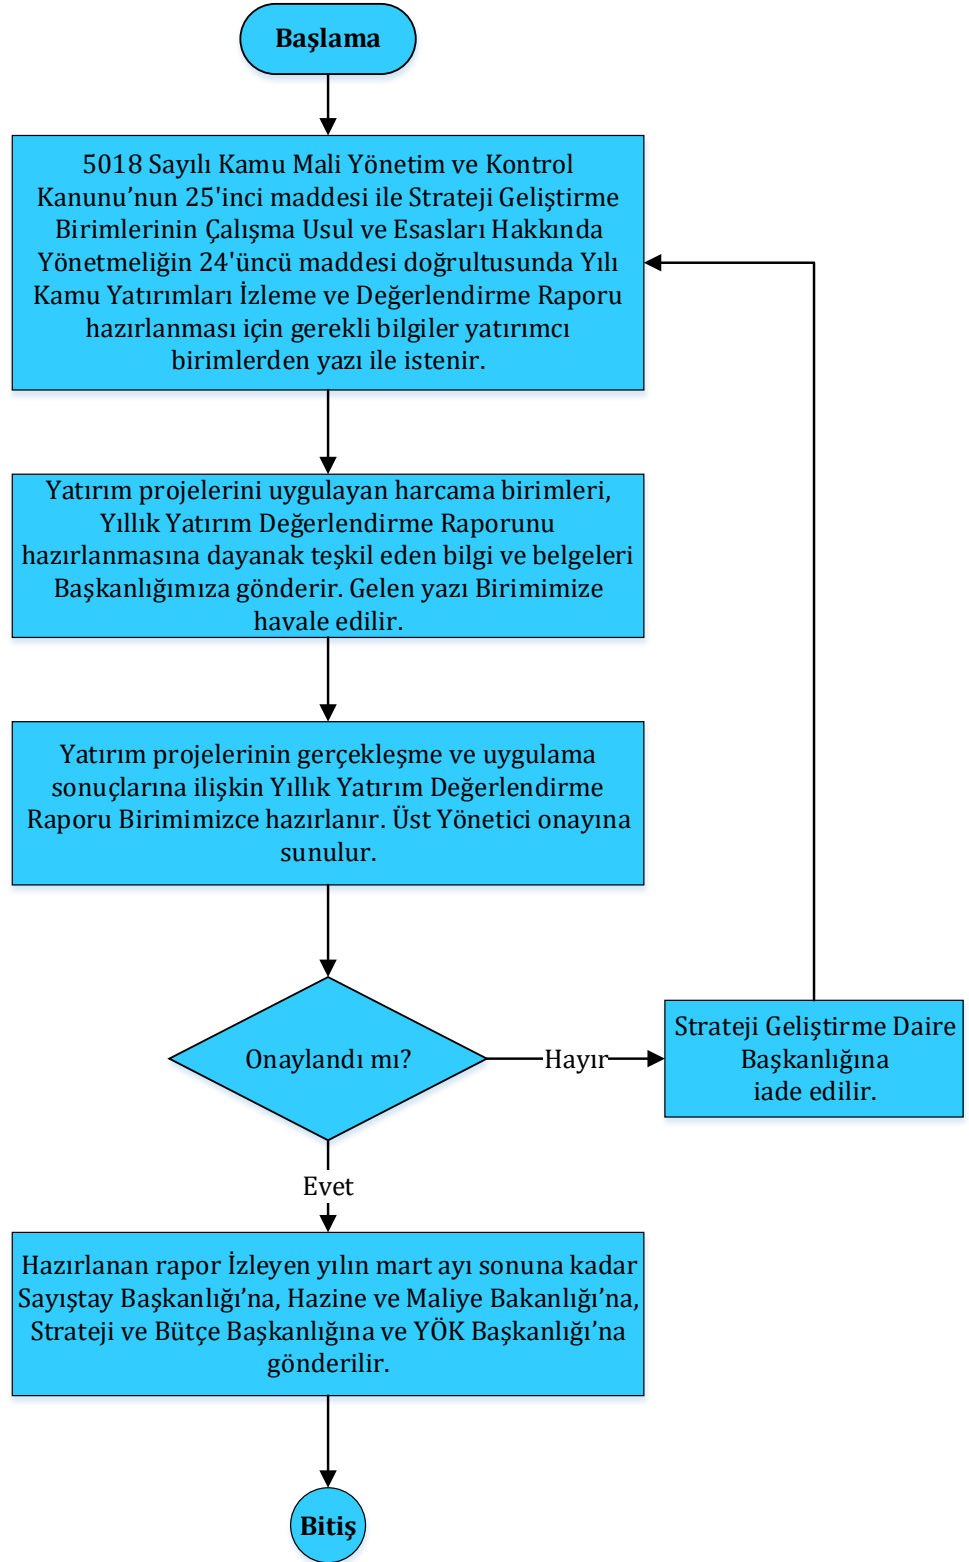 Başlama
5018 Sayılı Kamu Mali Yönetim ve Kontrol
Kanunu’nun 25'inci maddesi ile Strateji Geliştirme
Birimlerinin Çalışma Usul ve Esasları Hakkında
Yönetmeliğin 24'üncü maddesi doğrultusunda Yılı
Kamu Yatırımları İzleme ve Değerlendirme Raporu
hazırlanması için gerekli bilgiler yatırımcı
birimlerden yazı ile istenir.
Yatırım projelerini uygulayan harcama birimleri,
Yıllık Yatırım Değerlendirme Raporunu
hazırlanmasına dayanak teşkil eden bilgi ve belgeleri
Başkanlığımıza gönderir. Gelen yazı Birimimize
havale edilir.
Yatırım projelerinin gerçekleşme ve uygulama
sonuçlarına ilişkin Yıllık Yatırım Değerlendirme
Raporu Birimimizce hazırlanır. Üst Yönetici onayına
sunulur.
Onaylandı mı?
Hayır
Strateji Geliştirme Daire
Başkanlığına
iade edilir.
Evet
Hazırlanan rapor İzleyen yılın mart ayı sonuna kadar
Sayıştay Başkanlığı’na, Hazine ve Maliye Bakanlığı’na,
Strateji ve Bütçe Başkanlığına ve YÖK Başkanlığı’na
gönderilir.
Bitiş